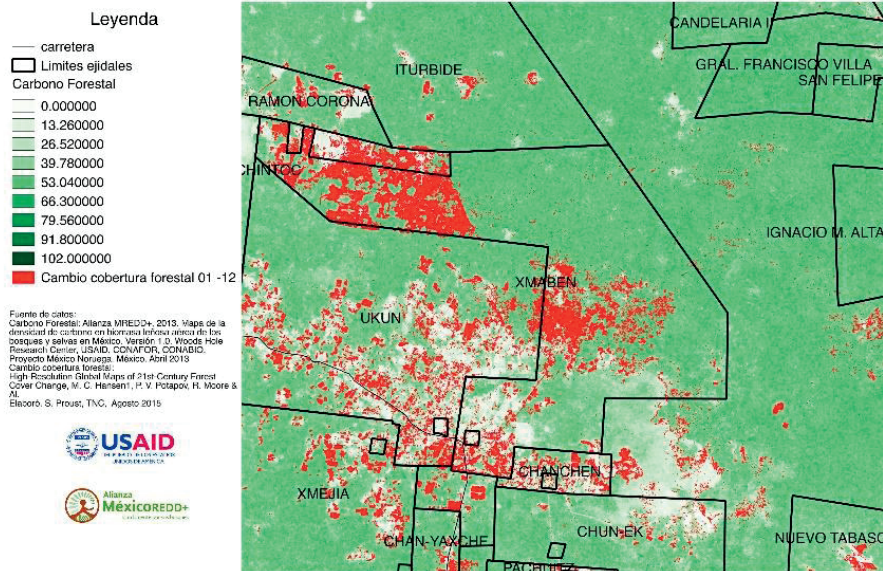 Leyenda
carretera
Limites ejidales
Carbono Forestal
0.000000
13.260000
26.520000
39.780000
53.040000
66.300000
79.560000
91.800000
102.000000
Cambio cobertura forestal 01 -12
Fuente de datos:
Carbono Forestal: Alianza MREDD+. 2013. Mapa de la
densidad de carbono en biomasa leñosa aérea de los
bosques y selvas en México. Versión 1.0. Woods Hole
Research Center, USAID, CONAFOR, CONABIO,
Proyecto México Noruega. México. Abril 2013
Cambio cobertura forestal:
High-Resolution Global Maps of 21st-Century Forest
Cover Change, M. C. Hansen1, P. V. Potapov, R. Moore &
Al.
Elaboró. S. Proust, TNC, Agosto 2015
USAID
Alianza
MéxicoREDD+
CANDELARIA I
GRAL. FRANCISCO VILLA
SAN FELIPE
ITURBIDE
RAMON CORONA
CHINTOC
IGNACIO M. ALTA
XMABEN
UKUN
CHANCHEN
XMEJIA
CHUN-EK
CHAN-YAXCHE
NUEVO TABASC